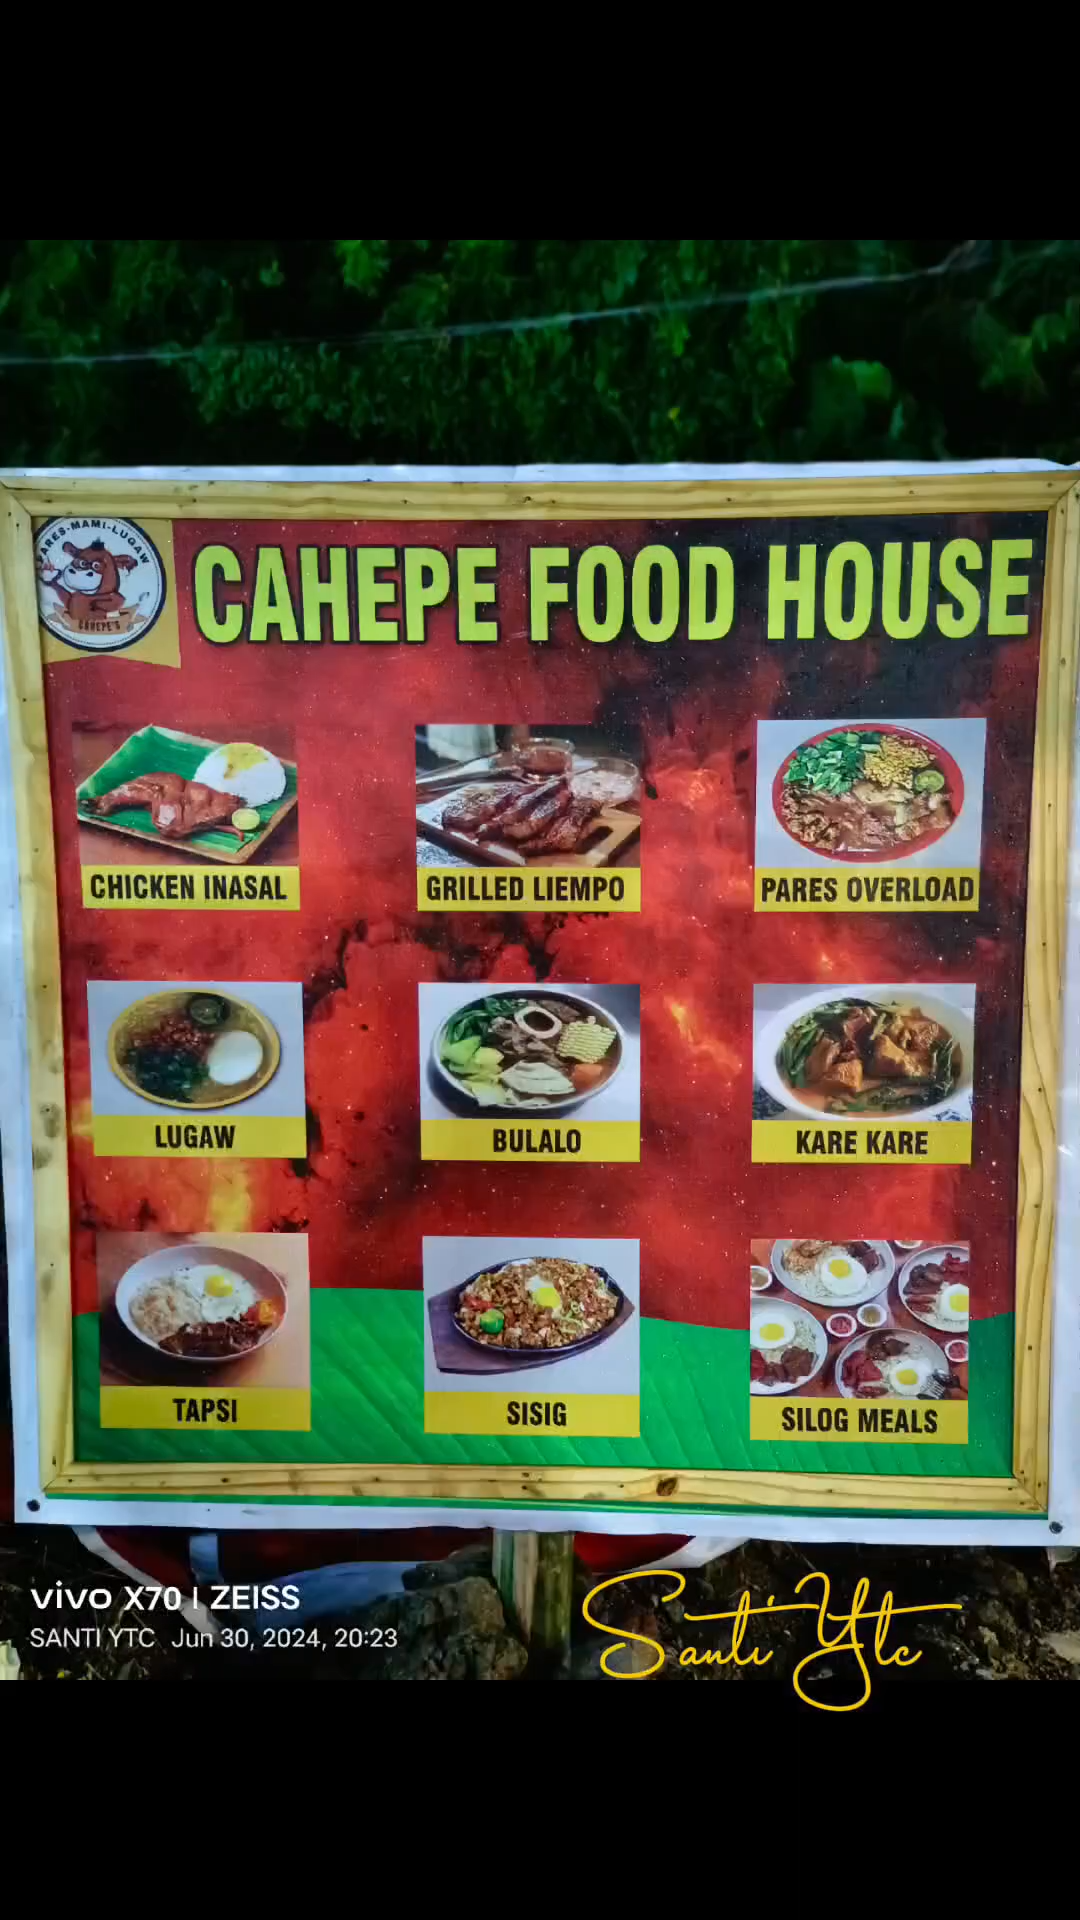 PARES-MAMI-LUGAW
CAHEPE'S
CAHEPE FOOD HOUSE
CHICKEN INASAL
GRILLED LIEMPO
PARES OVERLOAD
LUGAW
BULALO
KARE KARE
TAPSI
SISIG
SILOG MEALS
vivo X70 | ZEISS
SANTI YTC Jun 30, 2024, 20:23
Santi Ytc